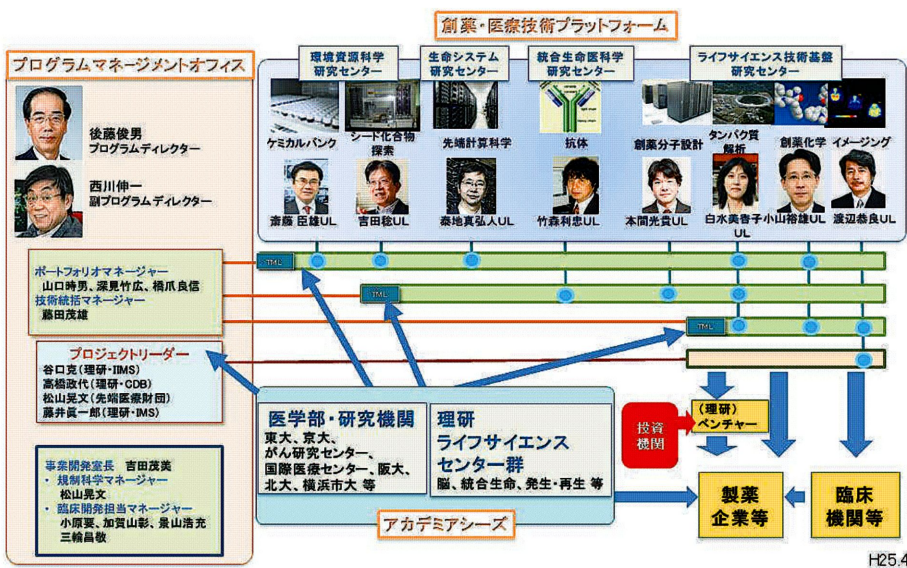 創薬・医療技術プラットフォーム
プログラムマネージメントオフィス
後藤俊男
プログラムディレクター
西川伸一
副プログラムディレクター
環境資源科学
研究センター
生命システム
研究センター
統合生命医科学
研究センター
ライフサイエンス技術基盤
研究センター
ケミカルバンク
シード化合物
探索
先端計算科学
抗体
創薬分子設計
タンパク質
解析
創薬化学
イメージング
斎藤臣雄UL
吉田稔UL
泰地真弘人UL
竹森利忠UL
本間光貴UL
白水美香子
UL
小山裕雄UL
渡辺恭良UL
ポートフォリオマネージャー
山口時男、深見竹広、橋爪良信
技術統括マネージャー
藤田茂雄
TML
TML
TML
プロジェクトリーダー
谷口克(理研・IIMS)
高橋政代(理研・CDB)
松山晃文(先端医療財団)
藤井眞一郎(理研・IMS)
事業開発室長 吉田茂美
・ 規制科学マネージャー
松山晃文
・ 臨床開発担当マネージャー
小原要、加賀山彰、景山浩充
三輪昌敬
医学部・研究機関
東大、京大、
がん研究センター、
国際医療センター、阪大、
北大、横浜市大 等
理研
ライフサイエンス
センター群
脳、統合生命、発生・再生 等
アカデミアシーズ
投資
機関
(理研)
ベンチャー
製薬
企業等
臨床
機関等
H25.4